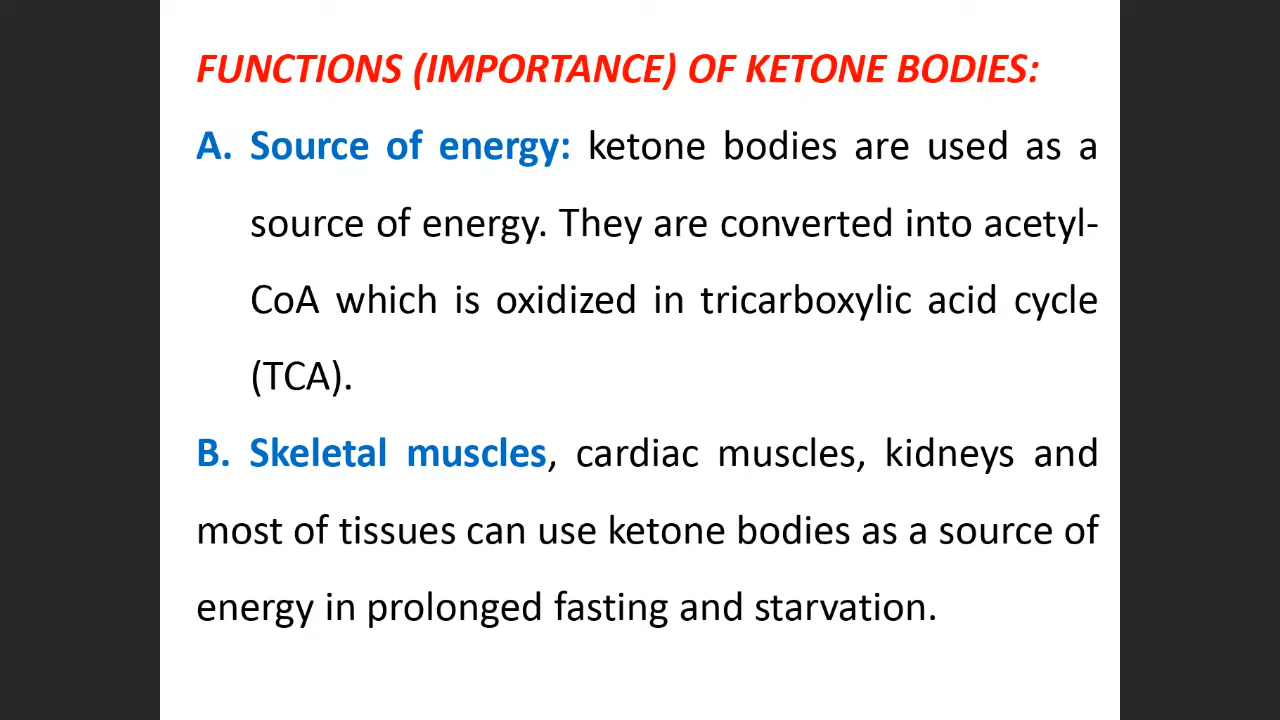 FUNCTIONS (IMPORTANCE) OF KETONE BODIES:
A. Source of energy: ketone bodies are used as a
source of energy. They are converted into acetyl-
CoA which is oxidized in tricarboxylic acid cycle
(TCA).
B. Skeletal muscles, cardiac muscles, kidneys and
most of tissues can use ketone bodies as a source of
energy in prolonged fasting and starvation.